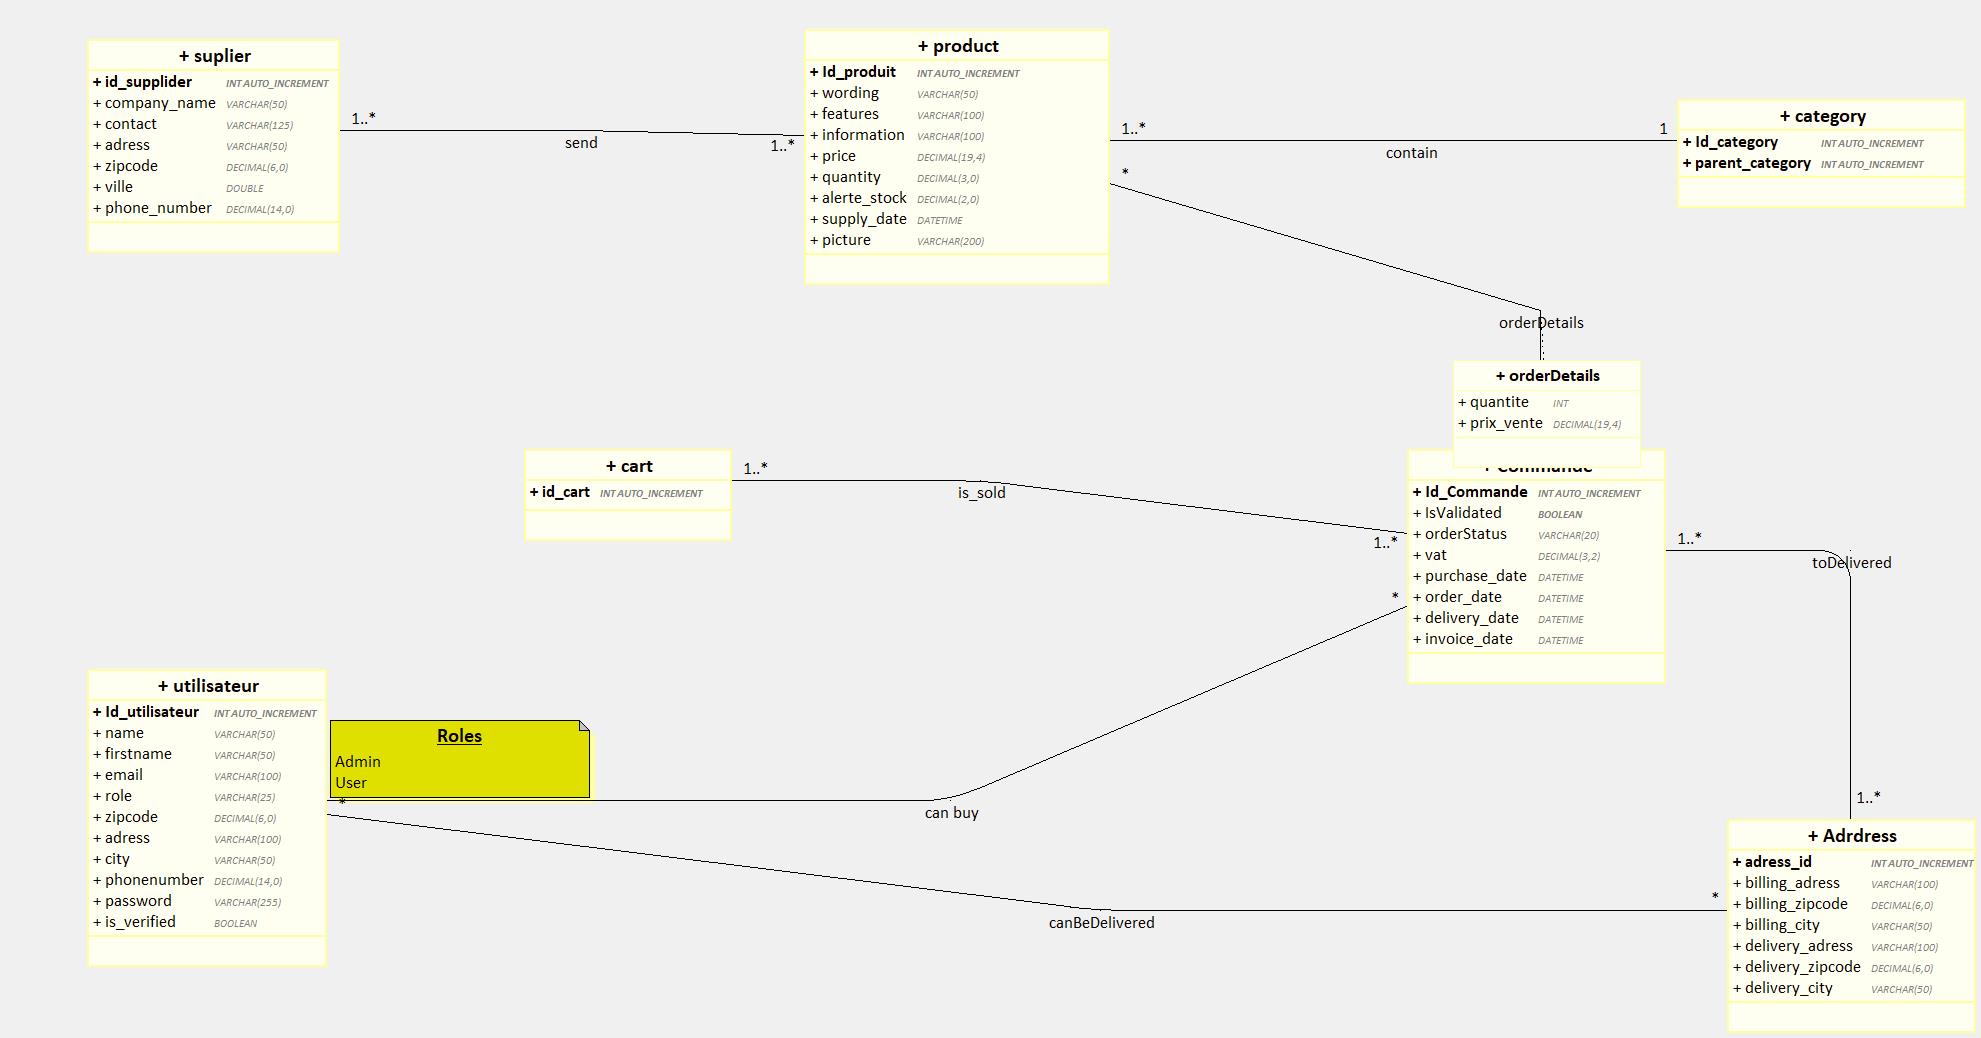 + suplier
+ id_supplider INT AUTO_INCREMENT
+ company_name VARCHAR(50)
+ contact VARCHAR(125)
+ adress VARCHAR(50)
+ zipcode DECIMAL(6,0)
+ ville DOUBLE
+ phone_number DECIMAL(14,0)
1..*
send
1..*
+ product
+ Id_produit INT AUTO_INCREMENT
+ wording VARCHAR(50)
+ features VARCHAR(100)
+ information VARCHAR(100)
+ price DECIMAL(19,4)
+ quantity DECIMAL(3,0)
+ alerte_stock DECIMAL(2,0)
+ supply_date DATETIME
+ picture VARCHAR(200)
1..*
contain
1
+ category
+ Id_category INT AUTO_INCREMENT
+ parent_category INT AUTO_INCREMENT
*
orderDetails
+ orderDetails
+ quantite INT
+ prix_vente DECIMAL(19,4)
+ cart
+ id_cart INT AUTO_INCREMENT
1..*
is_sold
1..*
+ Commande
+ Id_Commande INT AUTO_INCREMENT
+ IsValidated BOOLEAN
+ orderStatus VARCHAR(20)
+ vat DECIMAL(3,2)
+ purchase_date DATETIME
+ order_date DATETIME
+ delivery_date DATETIME
+ invoice_date DATETIME
1..*
toDelivered
1..*
*
+ utilisateur
+ Id_utilisateur INT AUTO_INCREMENT
+ name VARCHAR(50)
+ firstname VARCHAR(50)
+ email VARCHAR(100)
+ role VARCHAR(25)
+ zipcode DECIMAL(6,0)
+ adress VARCHAR(100)
+ city VARCHAR(50)
+ phonenumber DECIMAL(14,0)
+ password VARCHAR(255)
+ is_verified BOOLEAN
Roles
Admin
User
*
can buy
canBeDelivered
*
+ Adrdress
+ adress_id INT AUTO_INCREMENT
+ billing_adress VARCHAR(100)
+ billing_zipcode DECIMAL(6,0)
+ billing_city VARCHAR(50)
+ delivery_adress VARCHAR(100)
+ delivery_zipcode DECIMAL(6,0)
+ delivery_city VARCHAR(50)